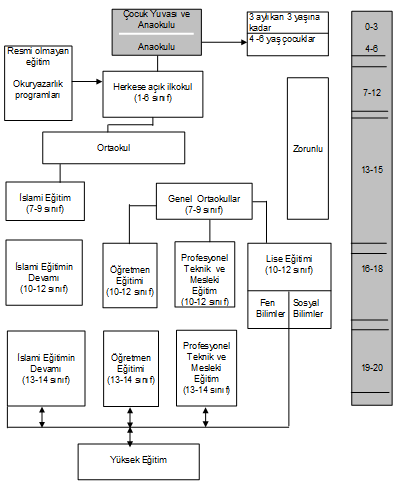 Çocuk Yuvası ve
Anaokulu
Anaokulu
3 aylıkan 3 yaşına
kadar
4 -6 yaş çocuklar
0-3
4-6
Resmi olmayan
eğitim
Okuryazarlık
programları
Herkese açık ilkokul
(1-6 sınıf)
7-12
Ortaokul
Zorunlu
13-15
İslami Eğitim
(7-9 sınıf)
Genel Ortaokullar
(7-9 sınıf)
İslami Eğitimin
Devamı
(10-12 sınıf)
Öğretmen
Eğitimi
(10-12 sınıf)
Profesyonel
Teknik ve
Mesleki
Eğitim
(10-12 sınıf)
Lise Eğitimi
(10-12 sınıf)
Fen
Bilimler
Sosyal
Bilimler
16-18
İslami Eğitimin
Devamı
(13-14 sınıf)
Öğretmen
Eğitimi
(13-14 sınıf)
Profesyonel
Teknik ve
Mesleki
Eğitim
(13-14 sınıf)
19-20
Yüksek Eğitim